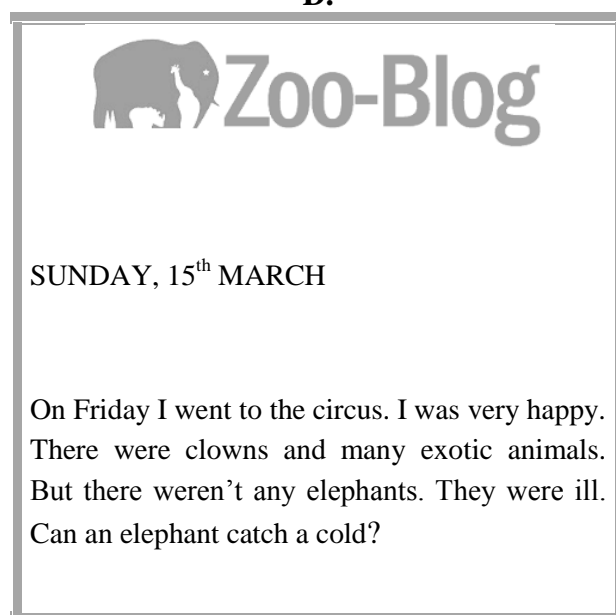 D.
Zoo-Blog
SUNDAY, 15th MARCH
On Friday I went to the circus. I was very happy.
There were clowns and many exotic animals.
But there weren’t any elephants. They were ill.
Can an elephant catch a cold?